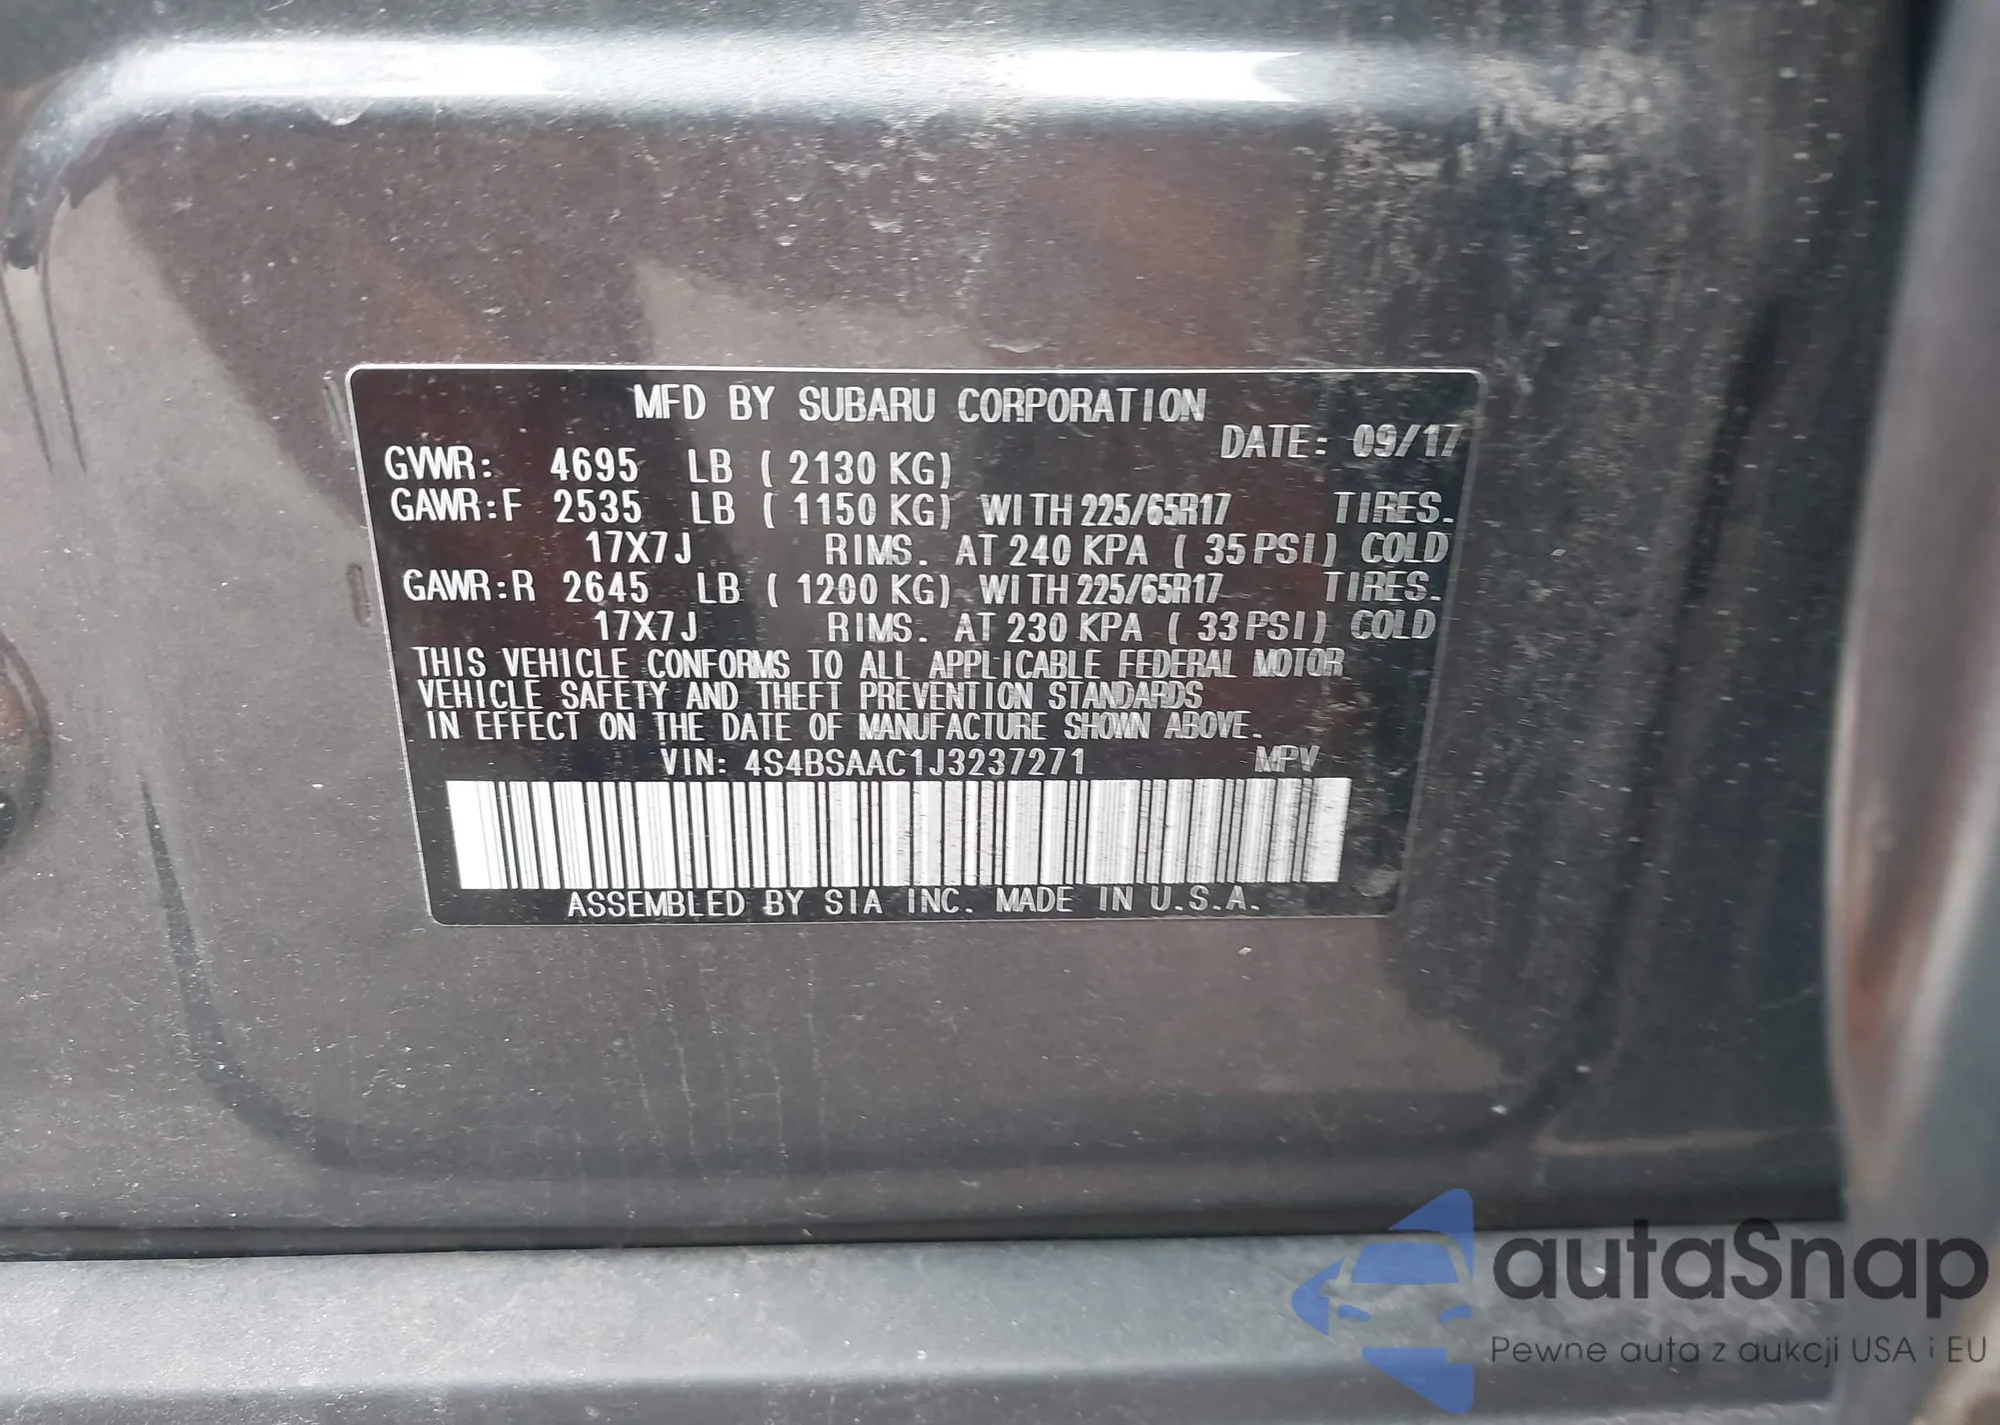 MFD BY SUBARU CORPORATION
DATE: 09/17
GVWR: 4695 LB ( 2130 KG)
GAWR:F 2535 LB ( 1150 KG) WITH 225/65R17 TIRES.
17X7J RIMS. AT 240 KPA ( 35 PSI) COLD
GAWR:R 2645 LB ( 1200 KG) WITH 225/65R17 TIRES.
17X7J RIMS. AT 230 KPA ( 33 PSI) COLD
THIS VEHICLE CONFORMS TO ALL APPLICABLE FEDERAL MOTOR
VEHICLE SAFETY AND THEFT PREVENTION STANDARDS
IN EFFECT ON THE DATE OF MANUFACTURE SHOWN ABOVE.
VIN: 4S4BSAAC1J3237271 MPV
ASSEMBLED BY SIA INC. MADE IN U.S.A.
autaSnap
Pewne auta z aukcji USA i EU